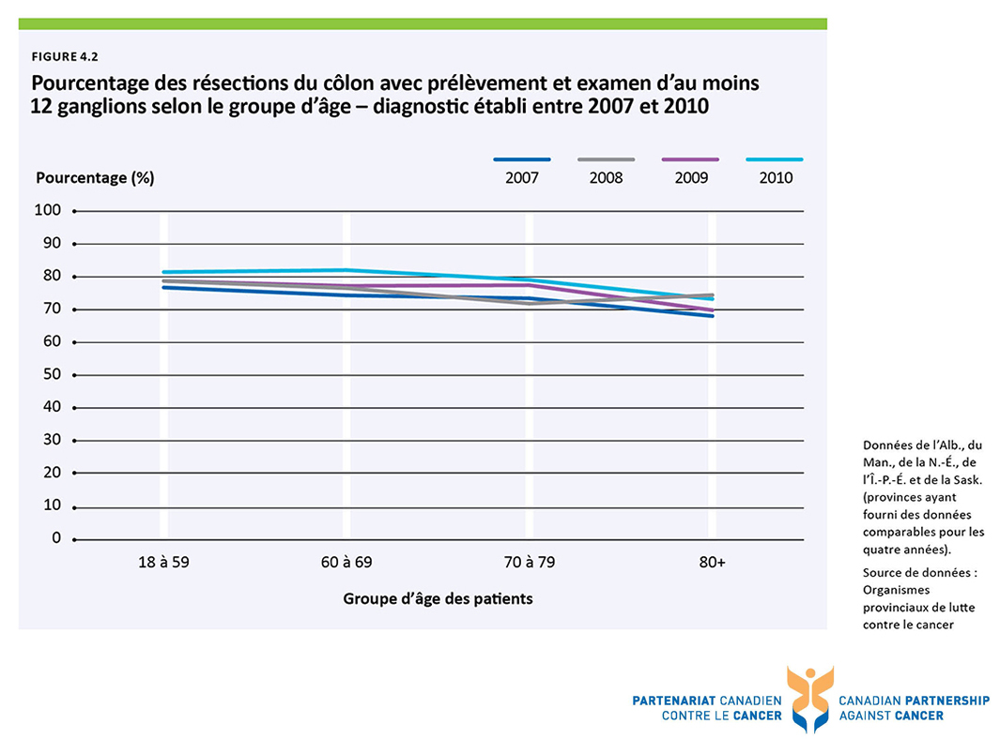 FIGURE 4.2
Pourcentage des résections du côlon avec prélèvement et examen d’au moins
12 ganglions selon le groupe d’âge – diagnostic établi entre 2007 et 2010
Pourcentage (%)
2007 2008 2009 2010
100
90
80
70
60
50
40
30
20
10
0
18 à 59 60 à 69 70 à 79 80+
Groupe d’âge des patients
Données de l’Alb., du
Man., de la N.-É., de
l’Î.-P.-É. et de la Sask.
(provinces ayant
fourni des données
comparables pour les
quatre années).
Source de données :
Organismes
provinciaux de lutte
contre le cancer
PARTENARIAT CANADIEN
CONTRE LE CANCER
CANADIAN PARTNERSHIP
AGAINST CANCER